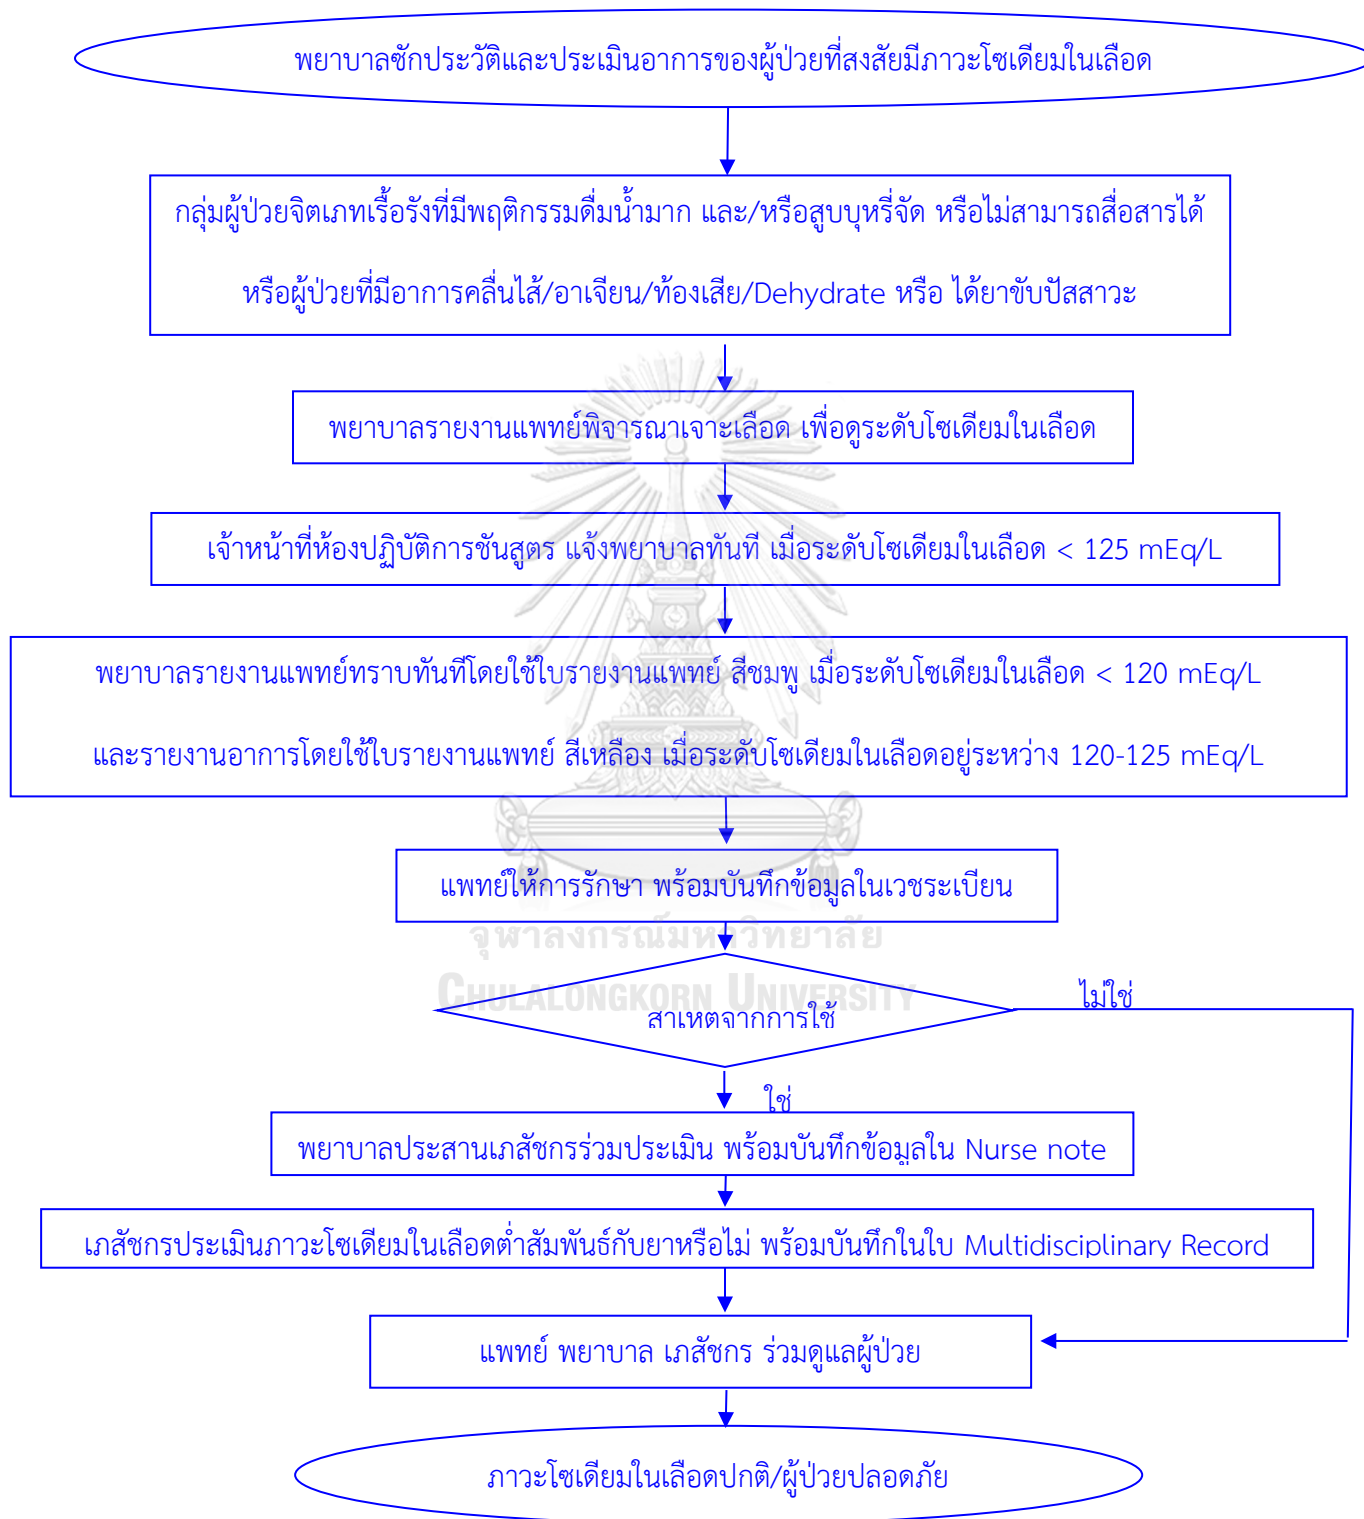 พยาบาลซักประวัติและประเมินอาการของผู้ป่วยที่สงสัยมีภาวะโซเดียมในเลือด
กลุ่มผู้ป่วยจิตเภทเรื้อรังที่มีพฤติกรรมดื่มน้ำมาก และ/หรือสูบบุหรี่จัด หรือไม่สามารถสื่อสารได้
หรือผู้ป่วยที่มีอาการคลื่นไส้/อาเจียน/ท้องเสีย/Dehydrate หรือ ได้ยาขับปัสสาวะ
พยาบาลรายงานแพทย์พิจารณาเจาะเลือด เพื่อดูระดับโซเดียมในเลือด
เจ้าหน้าที่ห้องปฏิบัติการชันสูตร แจ้งพยาบาลทันที เมื่อระดับโซเดียมในเลือด < 125 mEq/L
พยาบาลรายงานแพทย์ทราบทันทีโดยใช้ใบรายงานแพทย์ สีชมพู เมื่อระดับโซเดียมในเลือด < 120 mEq/L
และรายงานอาการโดยใช้ใบรายงานแพทย์ สีเหลือง เมื่อระดับโซเดียมในเลือดอยู่ระหว่าง 120-125 mEq/L
แพทย์ให้การรักษา พร้อมบันทึกข้อมูลในเวชระเบียน
จุฬาลงกรณ์มหาวิทยาลัย
CHULALONGKORN UNIVERSITY
ไม่ใช่
สาเหตจากการใช้
ใช่
พยาบาลประสานเภสัชกรร่วมประเมิน พร้อมบันทึกข้อมูลใน Nurse note
เภสัชกรประเมินภาวะโซเดียมในเลือดต่ำสัมพันธ์กับยาหรือไม่ พร้อมบันทึกในใบ Multidisciplinary Record
แพทย์ พยาบาล เภสัชกร ร่วมดูแลผู้ป่วย
ภาวะโซเดียมในเลือดปกติ/ผู้ป่วยปลอดภัย